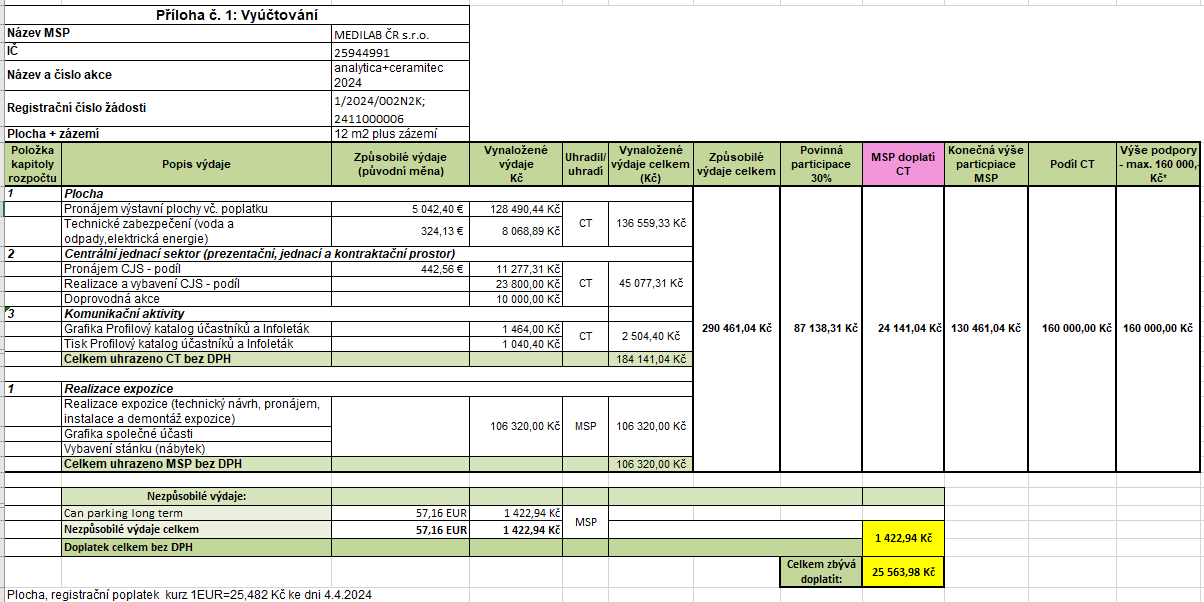 Příloha č. 1: Vyúčtování
Název MSP MEDILAB ČR s.r.o.
IČ 25944991
Název a číslo akce analytica+ceramitec
2024
Registrační číslo žádosti 1/2024/002N2K;
2411000006
Plocha + zázemí 12 m2 plus zázemí
Položka kapitoly rozpočtu Popis výdaje Způsobilé výdaje (původní měna) Vynaložené výdaje Kč Uhradil/ uhradí Vynaložené výdaje celkem (Kč) Způsobilé výdaje celkem Povinná participace 30% MSP doplatí CT Konečná výše particpiace MSP Podíl CT Výše podpory - max. 160 000,- Kč*
1 Plocha
Pronájem výstavní plochy vč. poplatku 5 042,40 € 128 490,44 Kč CT 136 559,33 Kč
Technické zabezpečení (voda a
odpady,elektrická energie) 324,13 € 8 068,89 Kč
2 Centrální jednací sektor (prezentační, jednací a kontraktační prostor)
Pronájem CJS - podíl 442,56 € 11 277,31 Kč
Realizace a vybavení CJS - podíl 23 800,00 Kč CT 45 077,31 Kč
Doprovodná akce 10 000,00 Kč
3 Komunikační aktivity
Grafika Profilový katalog účastníků a Infoleták 1 464,00 Kč CT 2 504,40 Kč
290 461,04 Kč 87 138,31 Kč 24 141,04 Kč 130 461,04 Kč 160 000,00 Kč 160 000,00 Kč
Tisk Profilový katalog účastníků a Infoleták 1 040,40 Kč
Celkem uhrazeno CT bez DPH 184 141,04 Kč
1 Realizace expozice
Realizace expozice (technický návrh, pronájem,
instalace a demontáž expozice) 106 320,00 Kč MSP 106 320,00 Kč
Grafika společné účasti
Vybavení stánku (nábytek)
Celkem uhrazeno MSP bez DPH 106 320,00 Kč
Nezpůsobilé výdaje:
Can parking long term 57,16 EUR 1 422,94 Kč MSP
Nezpůsobilé výdaje celkem 57,16 EUR 1 422,94 Kč
1 422,94 Kč
Doplatek celkem bez DPH
Celkem zbývá
doplatit: 25 563,98 Kč
Plocha, registrační poplatek kurz 1EUR=25,482 Kč ke dni 4.4.2024